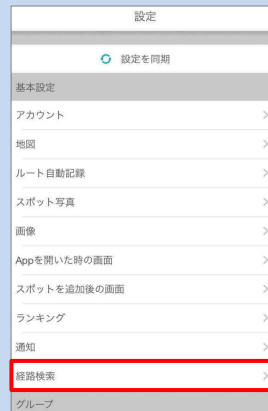 設定
設定を同期
基本設定
アカウント
地図
ルート自動記録
スポット写真
画像
Appを開いた時の画面
スポットを追加後の画面
ランキング
通知
経路検索
グループ